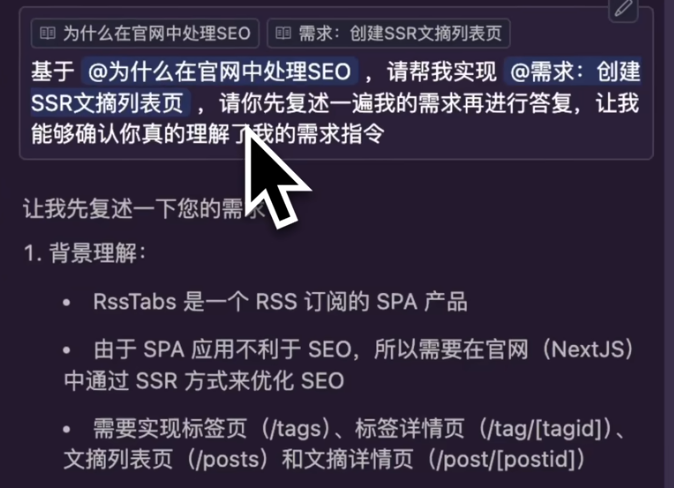 为什么在官网中处理SEO 需求：创建SSR文摘列表页
基于 @为什么在官网中处理SEO ，请帮我实现 @需求：创建
SSR文摘列表页 ，请你先复述一遍我的需求再进行答复，让我
能够确认你真的理解了我的需求指令
让我先复述一下您的需求
1. 背景理解：
• RssTabs 是一个 RSS 订阅的 SPA 产品
• 由于 SPA 应用不利于 SEO，所以需要在官网（NextJS）
中通过 SSR 方式来优化 SEO
• 需要实现标签页（/tags）、标签详情页（/tag/[tagid]）、
文摘列表页（/posts）和文摘详情页（/post/[postid]）